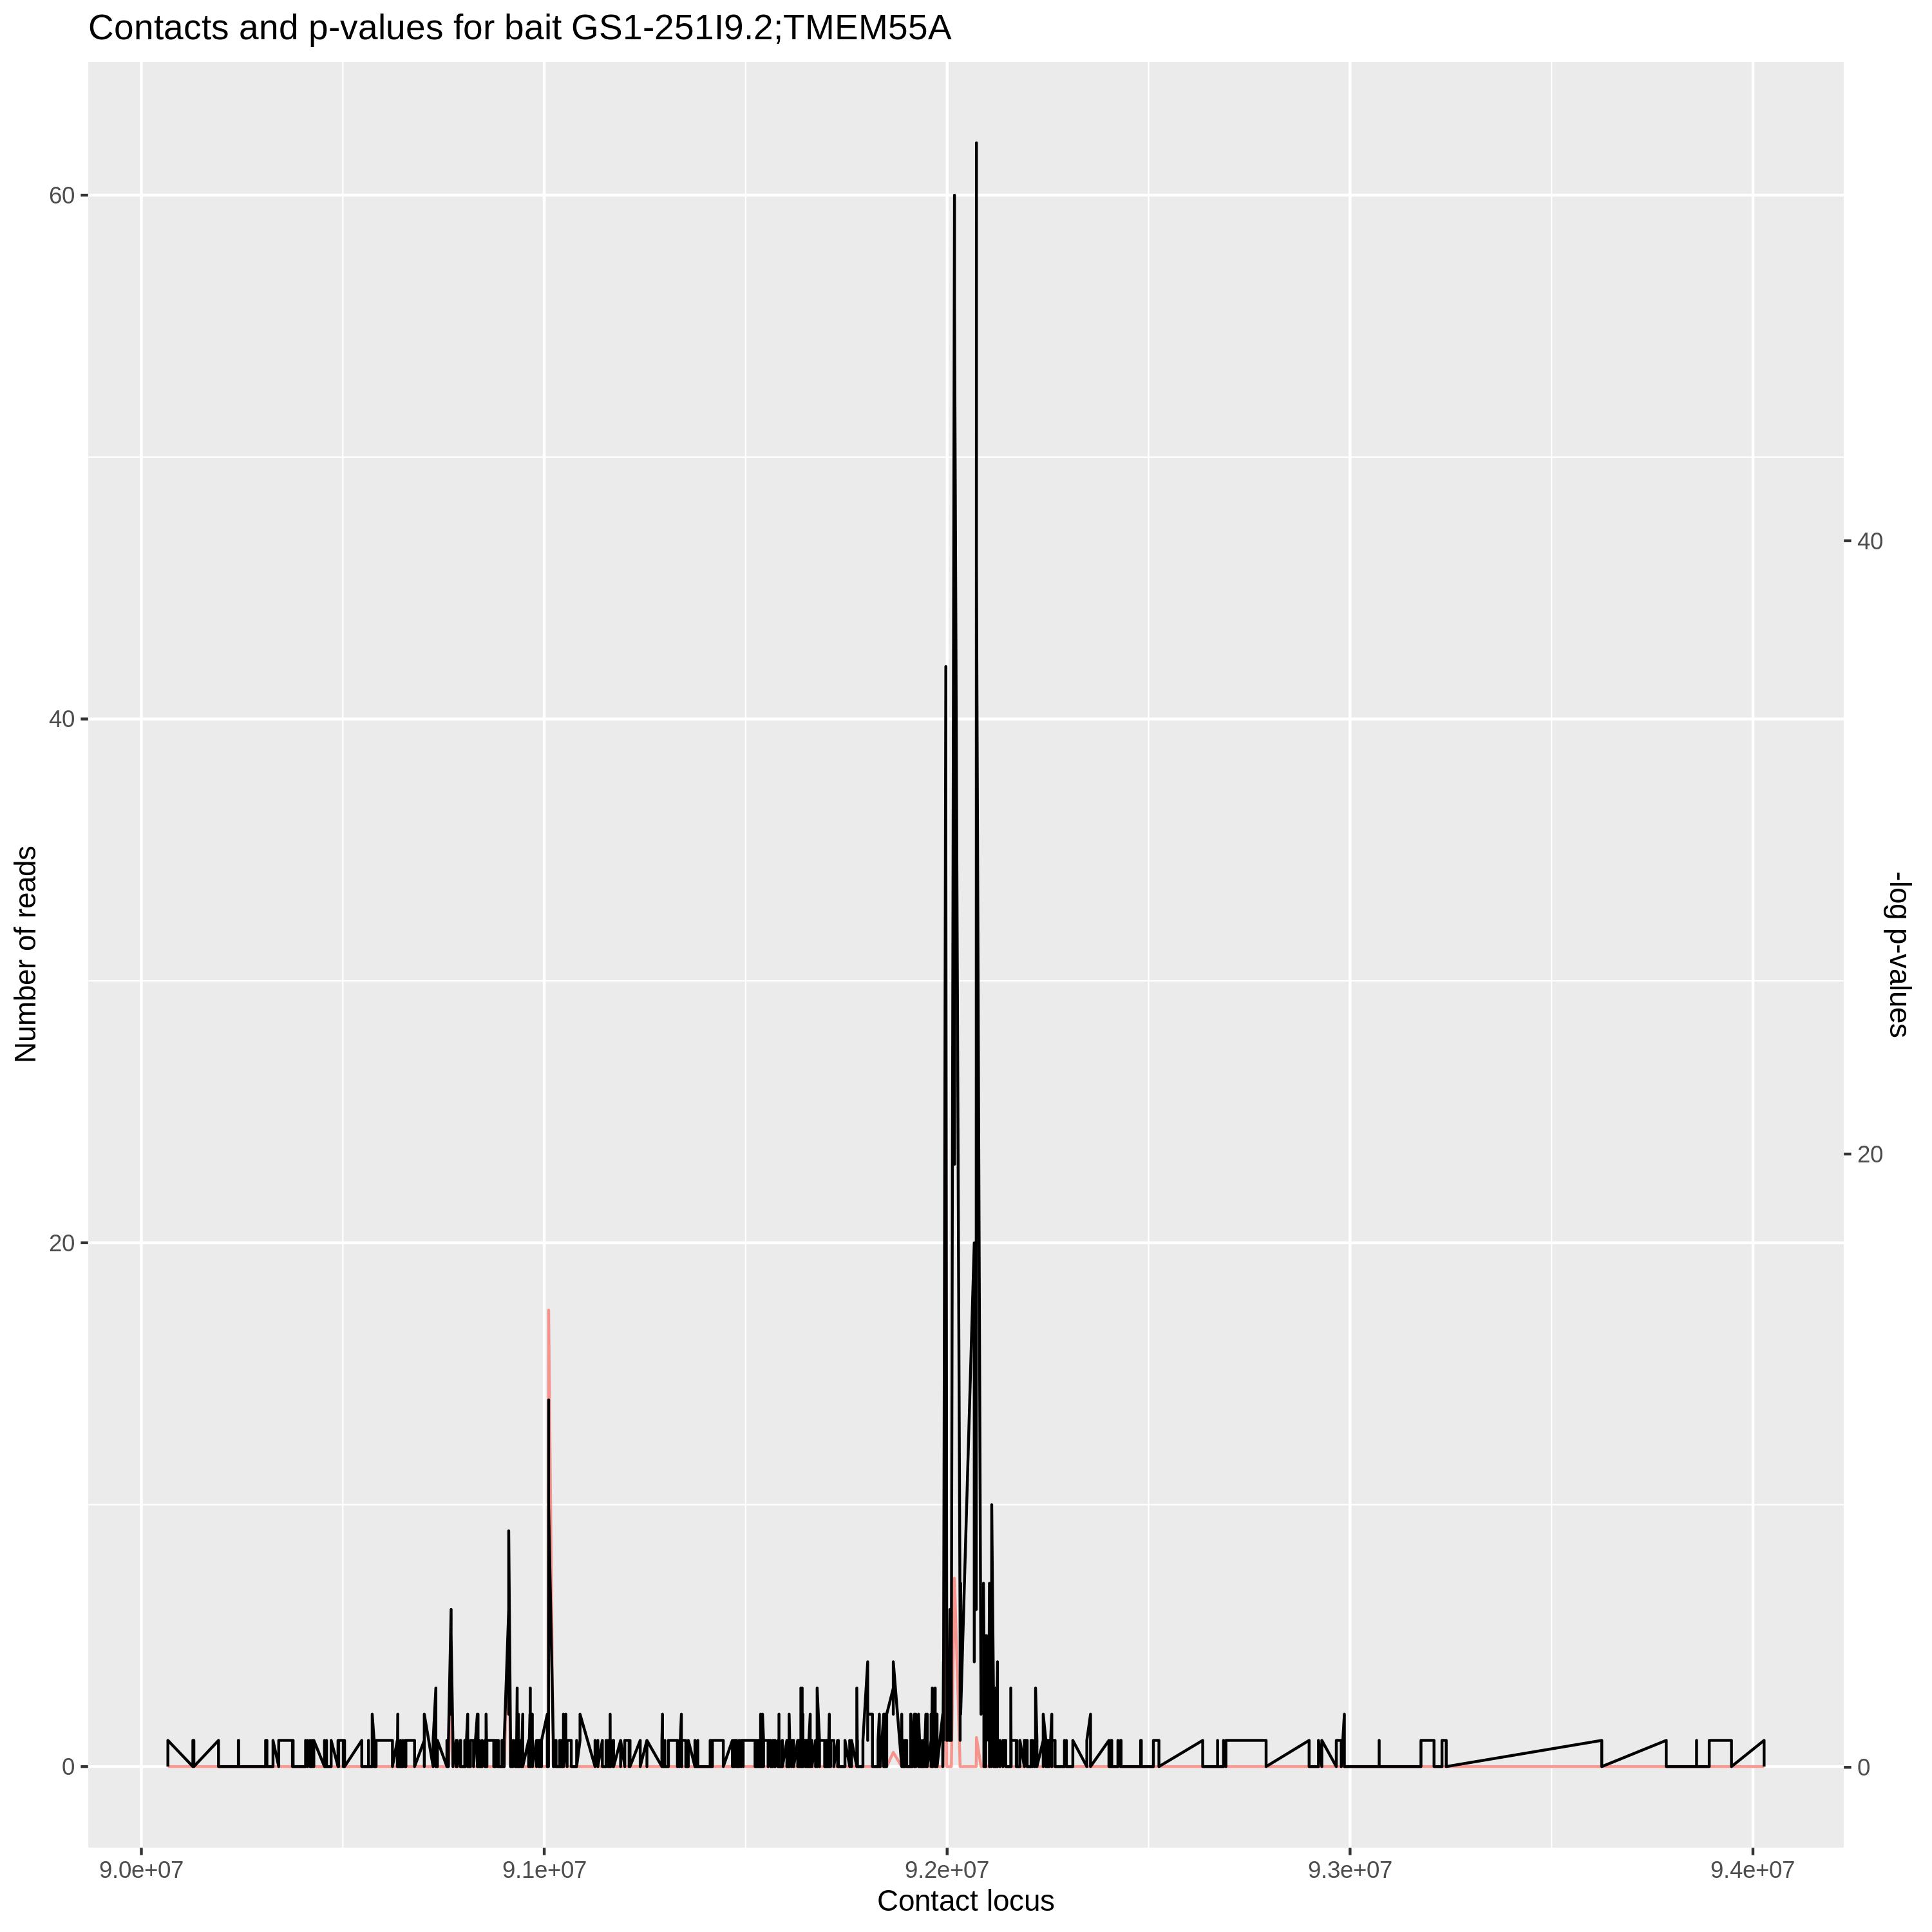 Contacts and p-values for bait GS1-251I9.2;TMEM55A
60
40
20
0
Number of reads
40
20
0
-log p-values
9.0e+07
9.1e+07
9.2e+07
9.3e+07
9.4e+07
Contact locus